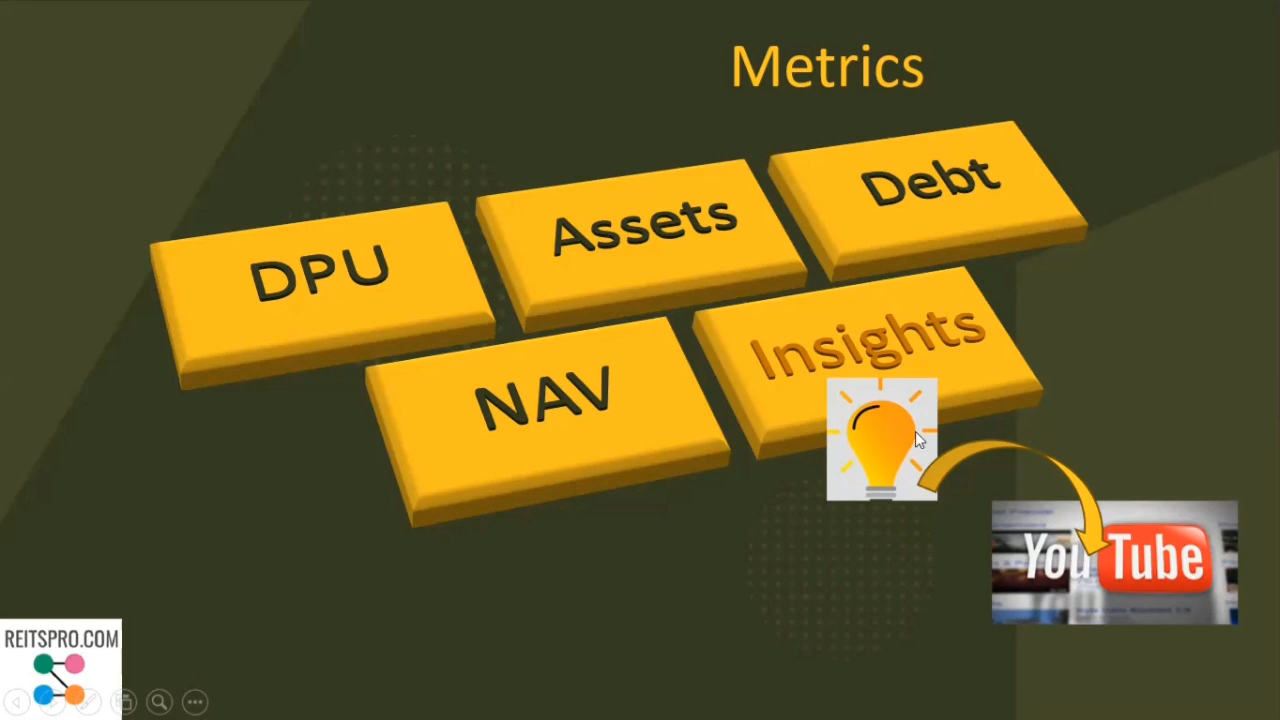 Metrics
DPU
Assets
Debt
NAV
Insights
YouTube
REITSPRO.COM